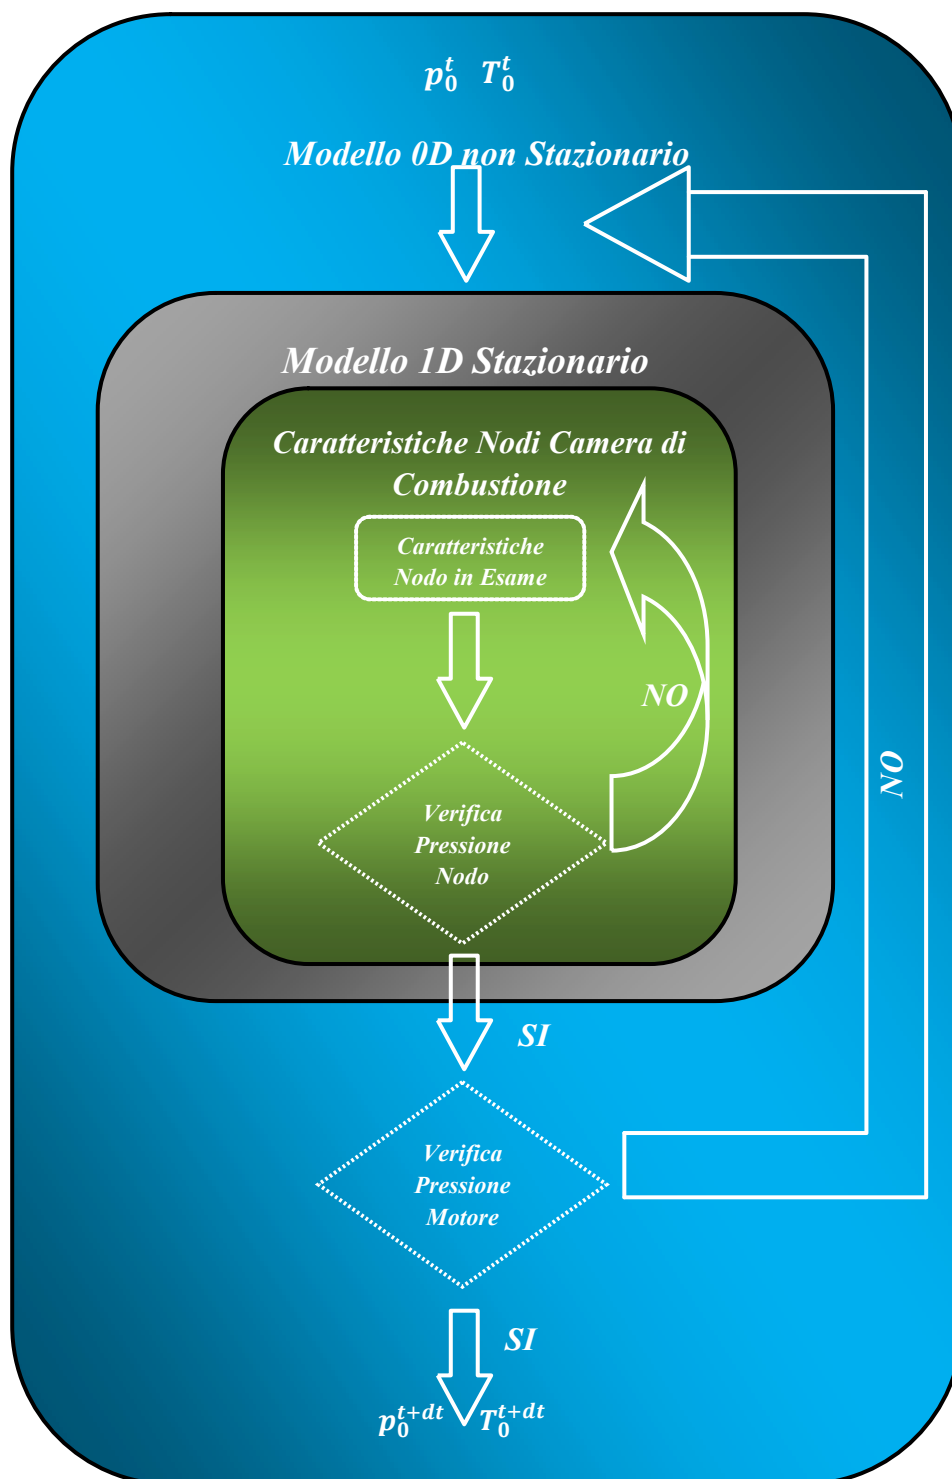 p₀ᵗ T₀ᵗ
Modello 0D non Stazionario
Modello 1D Stazionario
Caratteristiche Nodi Camera di
Combustione
Caratteristiche
Nodo in Esame
NO
Verifica
Pressione
Nodo
SI
NO
Verifica
Pressione
Motore
SI
p₀ᵗ⁺ᵈᵗ T₀ᵗ⁺ᵈᵗ